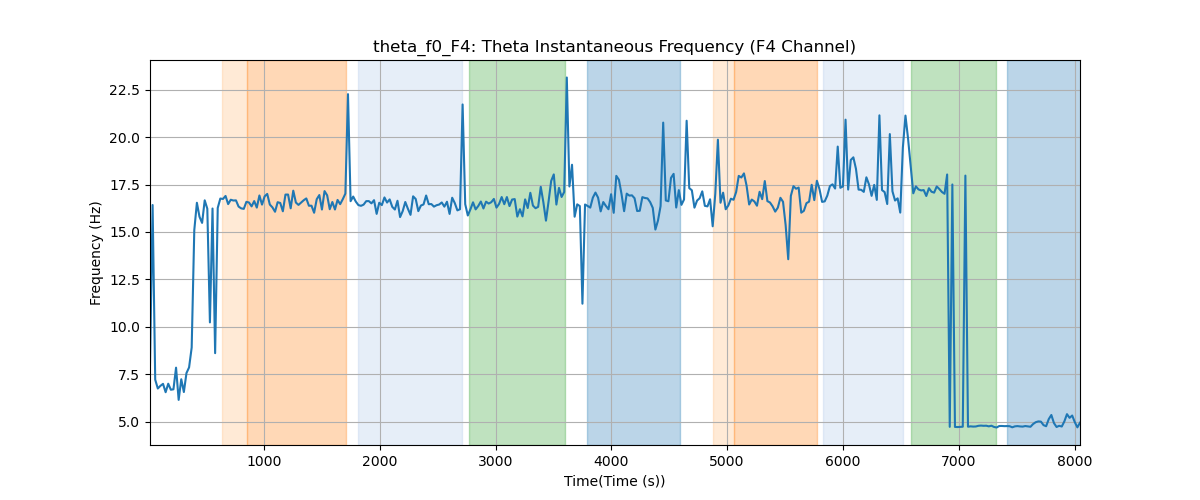 theta_f0_F4: Theta Instantaneous Frequency (F4 Channel)
22.5
20.0
17.5
15.0
12.5
10.0
7.5
5.0
Frequency (Hz)
1000 2000 3000 4000 5000 6000 7000 8000
Time(Time (s))